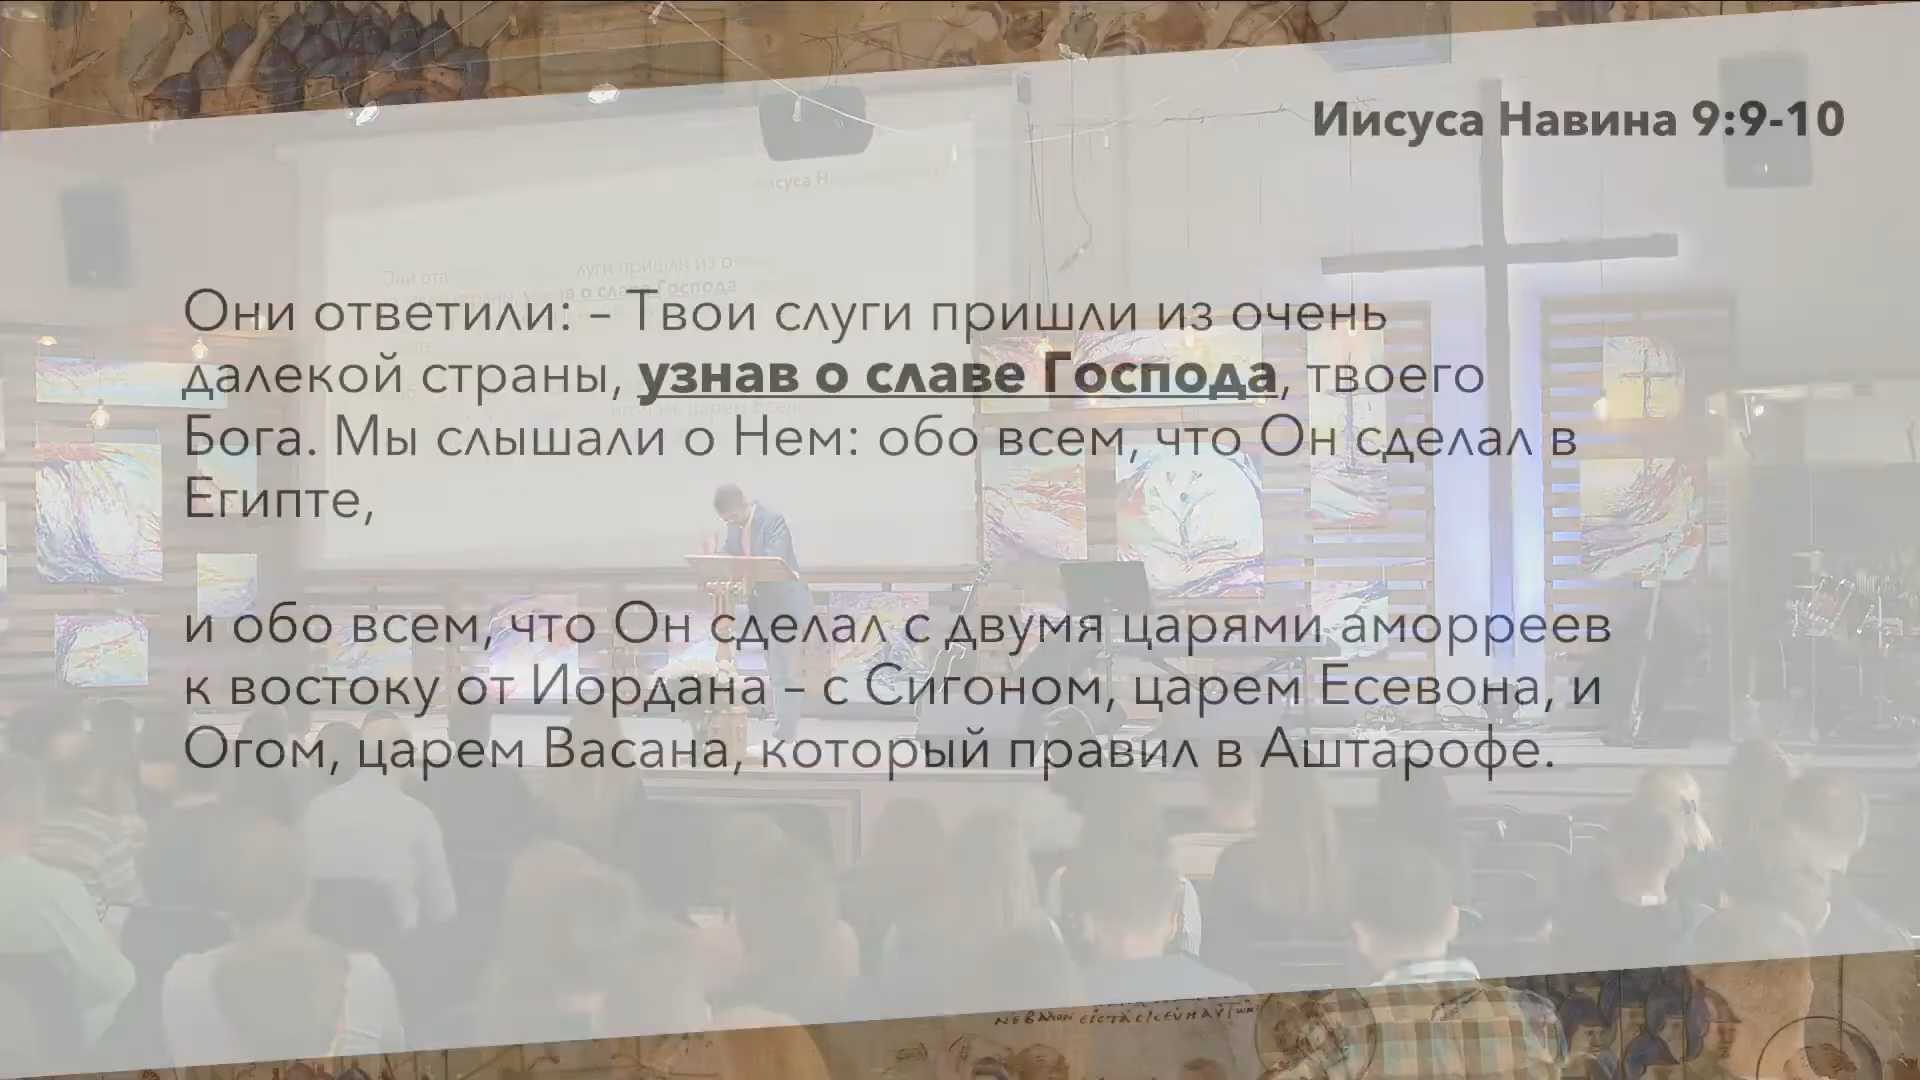 Иисуса Навина 9:9-10
Они ответили: – Твои слуги пришли из очень
далекой страны, узнав о славе Господа, твоего
Бога. Мы слышали о Нем: обо всем, что Он сделал в
Египте,
и обо всем, что Он сделал с двумя царями аморреев
к востоку от Иордана – с Сигоном, царем Есевона, и
Огом, царем Васана, который правил в Аштарофе.